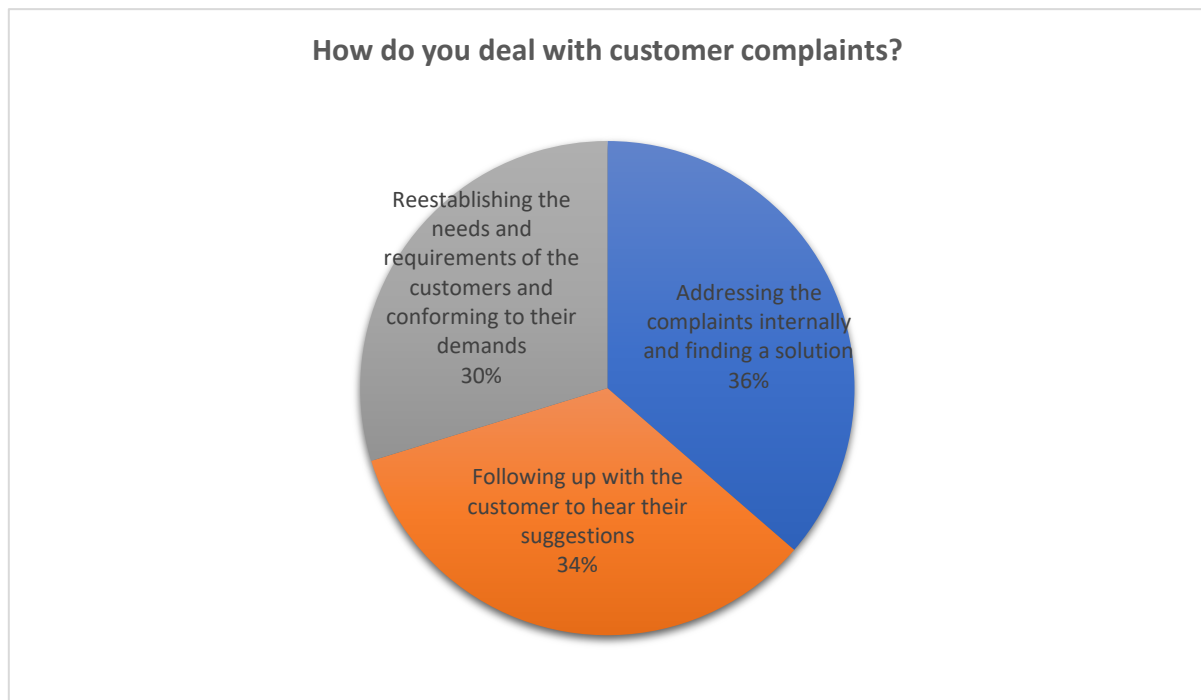 How do you deal with customer complaints?
Reestablishing the
needs and
requirements of the
customers and
conforming to their
demands
30%
Addressing the
complaints internally
and finding a solution
36%
Following up with the
customer to hear their
suggestions
34%